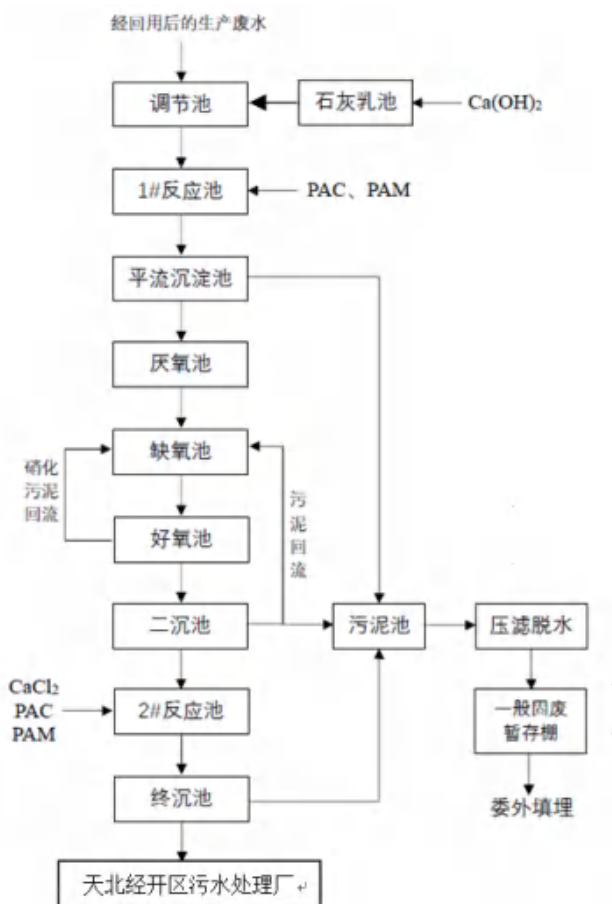 经回用后的生产废水
调节池
石灰乳池
Ca(OH)₂
1#反应池
PAC、PAM
平流沉淀池
厌氧池
缺氧池
硝化
污泥
回流
污
泥
回
流
好氧池
二沉池
污泥池
压滤脱水
CaCl₂
PAC
PAM
2#反应池
一般固废
暂存棚
终沉池
委外填埋
天北经开区污水处理厂